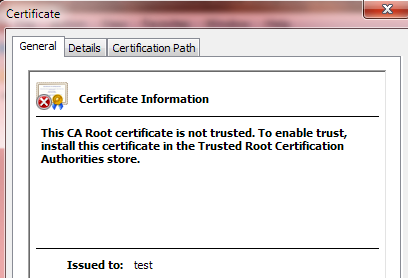 Certificate
General Details Certification Path
Certificate Information
This CA Root certificate is not trusted. To enable trust,
install this certificate in the Trusted Root Certification
Authorities store.
Issued to: test